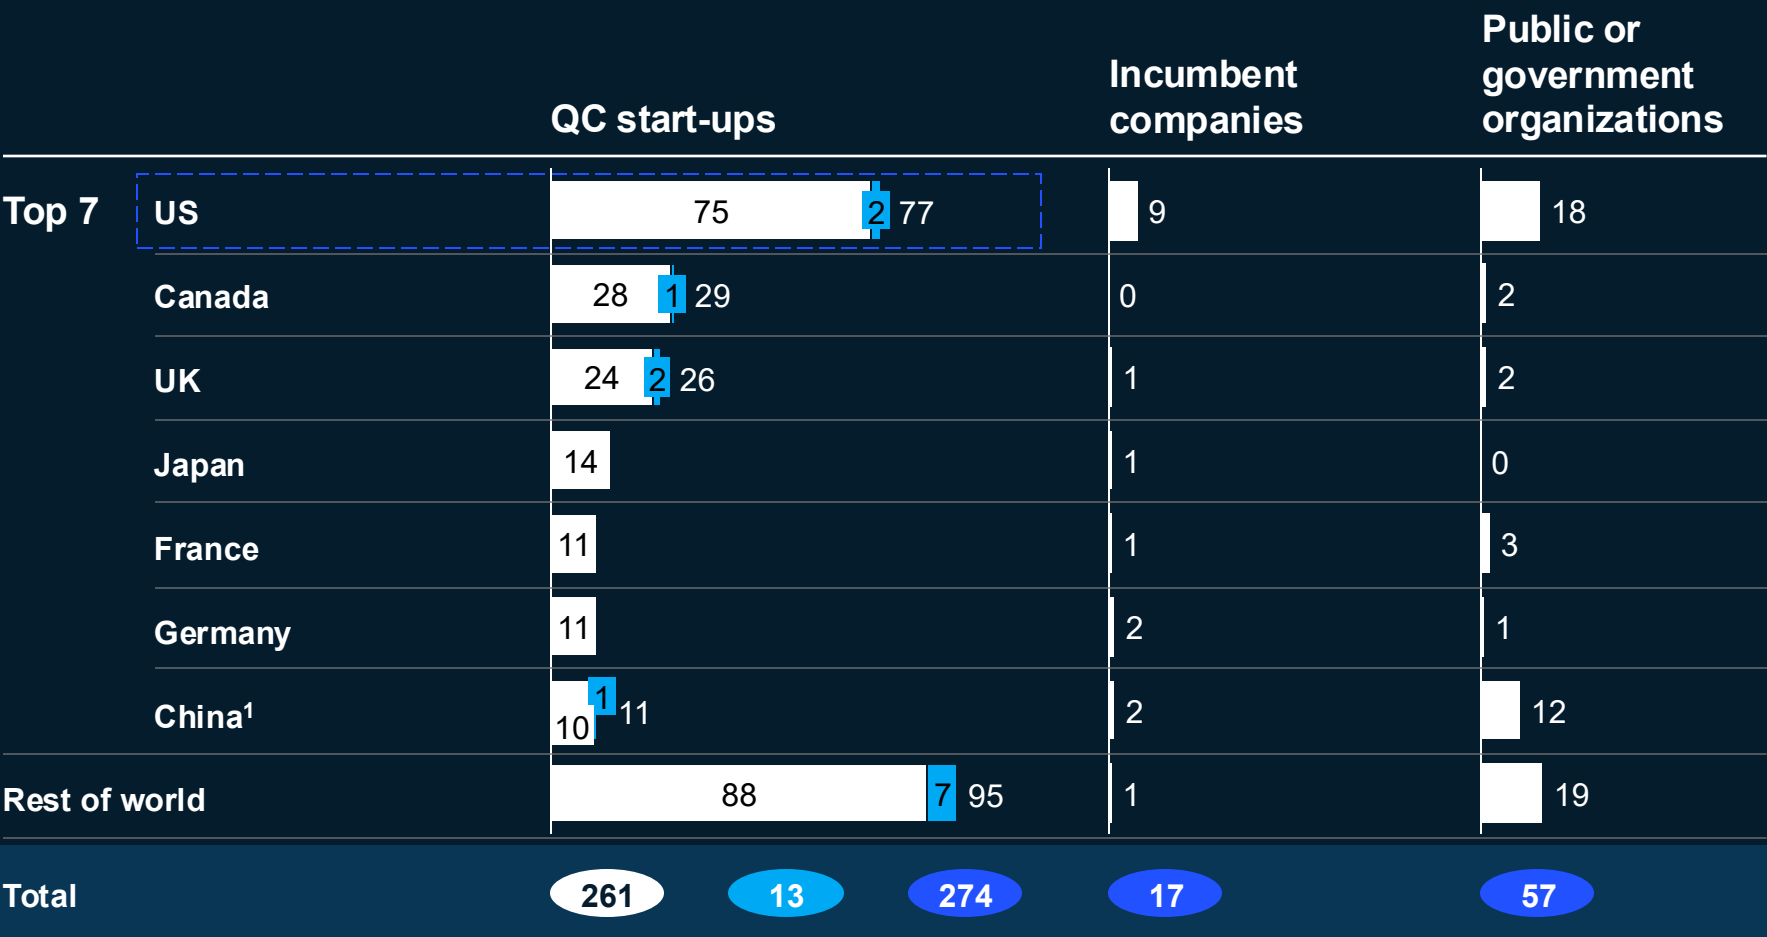 QC start-ups
Incumbent
companies
Public or
government
organizations
Top 7 US 75 2 77 9 18
Canada 28 1 29 0 2
UK 24 2 26 1 2
Japan 14 1 0
France 11 1 3
Germany 11 2 1
China¹ 10 1 11 2 12
Rest of world 88 7 95 1 19
Total 261 13 274 17 57